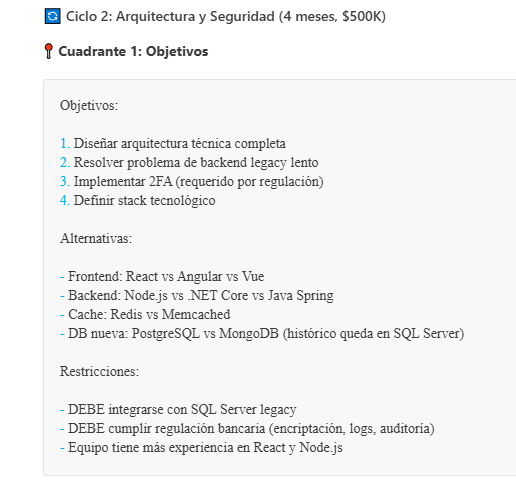 🔄 Ciclo 2: Arquitectura y Seguridad (4 meses, $500K)
📍 Cuadrante 1: Objetivos
Objetivos:
1. Diseñar arquitectura técnica completa
2. Resolver problema de backend legacy lento
3. Implementar 2FA (requerido por regulación)
4. Definir stack tecnológico
Alternativas:
- Frontend: React vs Angular vs Vue
- Backend: Node.js vs .NET Core vs Java Spring
- Cache: Redis vs Memcached
- DB nueva: PostgreSQL vs MongoDB (histórico queda en SQL Server)
Restricciones:
- DEBE integrarse con SQL Server legacy
- DEBE cumplir regulación bancaria (encriptación, logs, auditoría)
- Equipo tiene más experiencia en React y Node.js